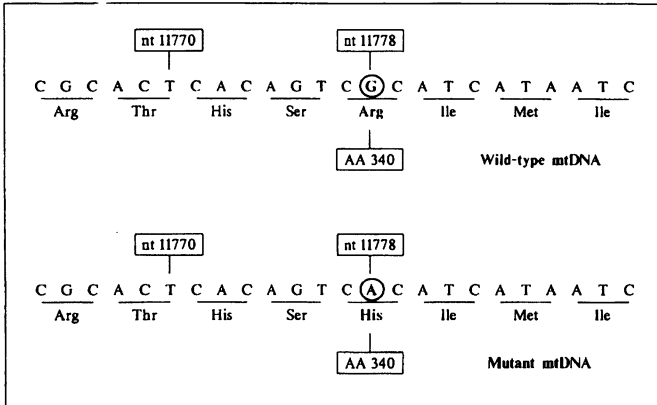 nt 11770 nt 11778
C G C A C T C A C A G T C G C A T C A T A A T C
Arg Thr His Ser Arg Ile Met Ile
AA 340 Wild-type mtDNA
nt 11770 nt 11778
C G C A C T C A C A G T C A C A T C A T A A T C
Arg Thr His Ser His Ile Met Ile
AA 340 Mutant mtDNA